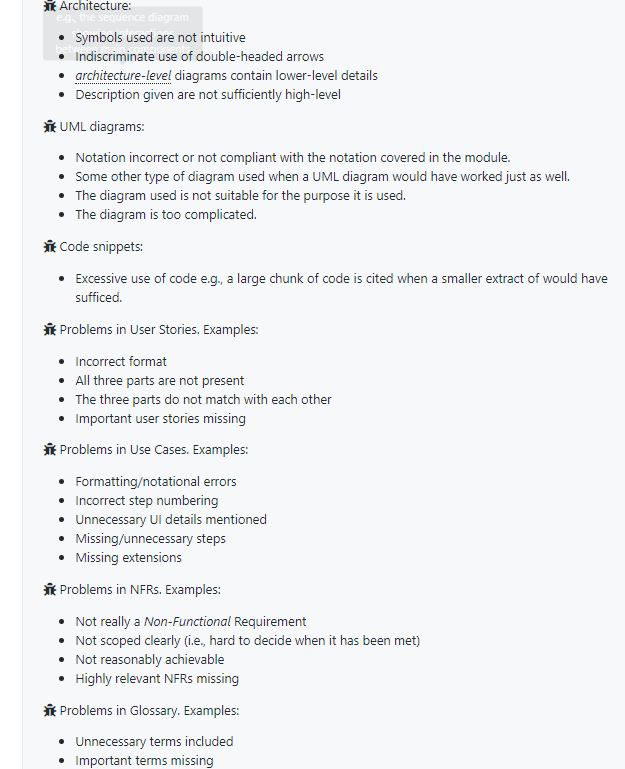 Architecture:
e.g., the sequence diagram
Symbols used are not intuitive
between main components
Indiscriminate use of double-headed arrows
architecture-level diagrams contain lower-level details
Description given are not sufficiently high-level
UML diagrams:
Notation incorrect or not compliant with the notation covered in the module.
Some other type of diagram used when a UML diagram would have worked just as well.
The diagram used is not suitable for the purpose it is used.
The diagram is too complicated.
Code snippets:
Excessive use of code e.g., a large chunk of code is cited when a smaller extract of would have
sufficed.
Problems in User Stories. Examples:
Incorrect format
All three parts are not present
The three parts do not match with each other
Important user stories missing
Problems in Use Cases. Examples:
Formatting/notational errors
Incorrect step numbering
Unnecessary UI details mentioned
Missing/unnecessary steps
Missing extensions
Problems in NFRs. Examples:
Not really a Non-Functional Requirement
Not scoped clearly (i.e., hard to decide when it has been met)
Not reasonably achievable
Highly relevant NFRs missing
Problems in Glossary. Examples:
Unnecessary terms included
Important terms missing